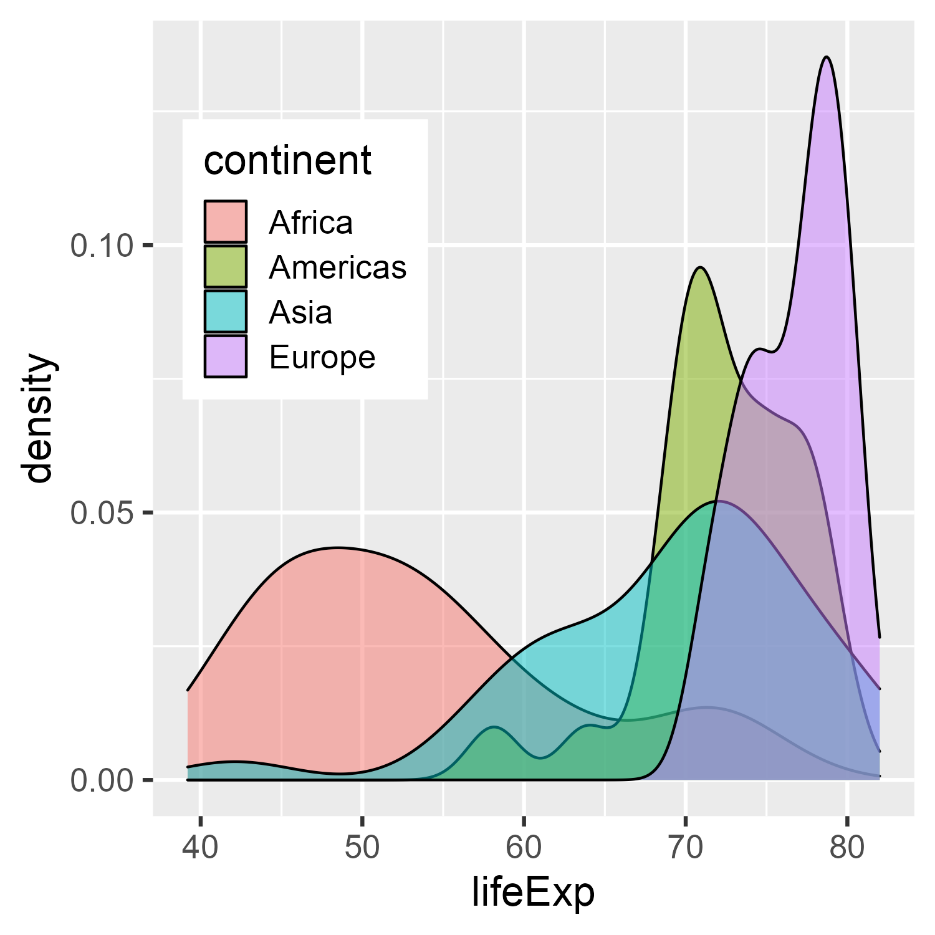 continent
Africa
Americas
Asia
Europe
density
0.10
0.05
0.00
40 50 60 70 80
lifeExp